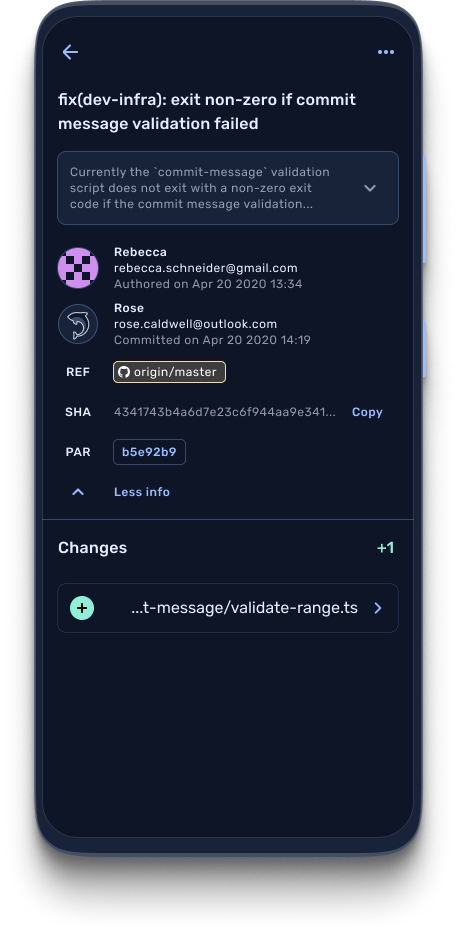 fix(dev-infra): exit non-zero if commit
message validation failed
Currently the `commit-message` validation
script does not exit with a non-zero exit
code if the commit message validation...
Rebecca
rebecca.schneider@gmail.com
Authored on Apr 20 2020 13:34
Rose
rose.caldwell@outlook.com
Committed on Apr 20 2020 14:19
REF origin/master
SHA 4341743b4a6d7e23c6f944aa9e341... Copy
PAR b5e92b9
Less info
Changes +1
...t-message/validate-range.ts